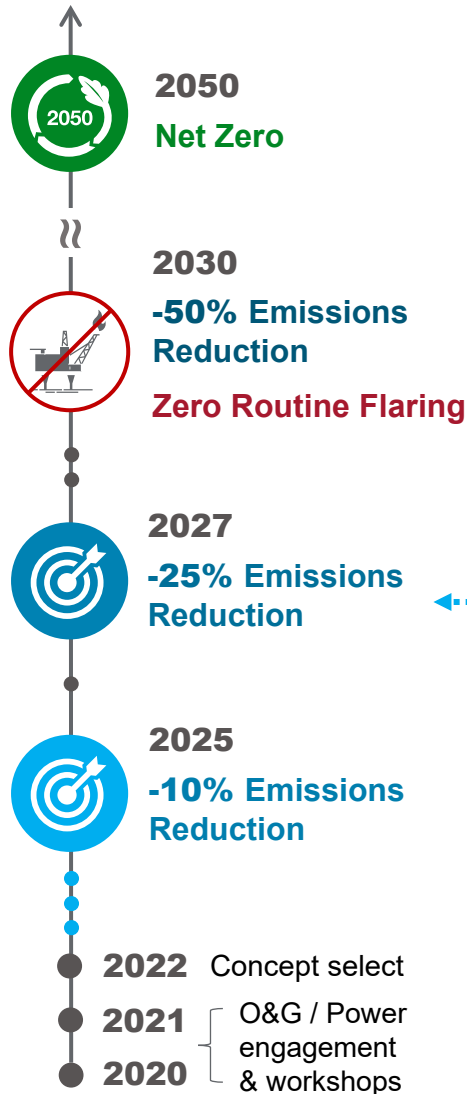 2050
2050
Net Zero
2030
-50% Emissions
Reduction
Zero Routine Flaring
2027
-25% Emissions
Reduction
2025
-10% Emissions
Reduction
2022 Concept select
2021
2020
O&G / Power
engagement
& workshops